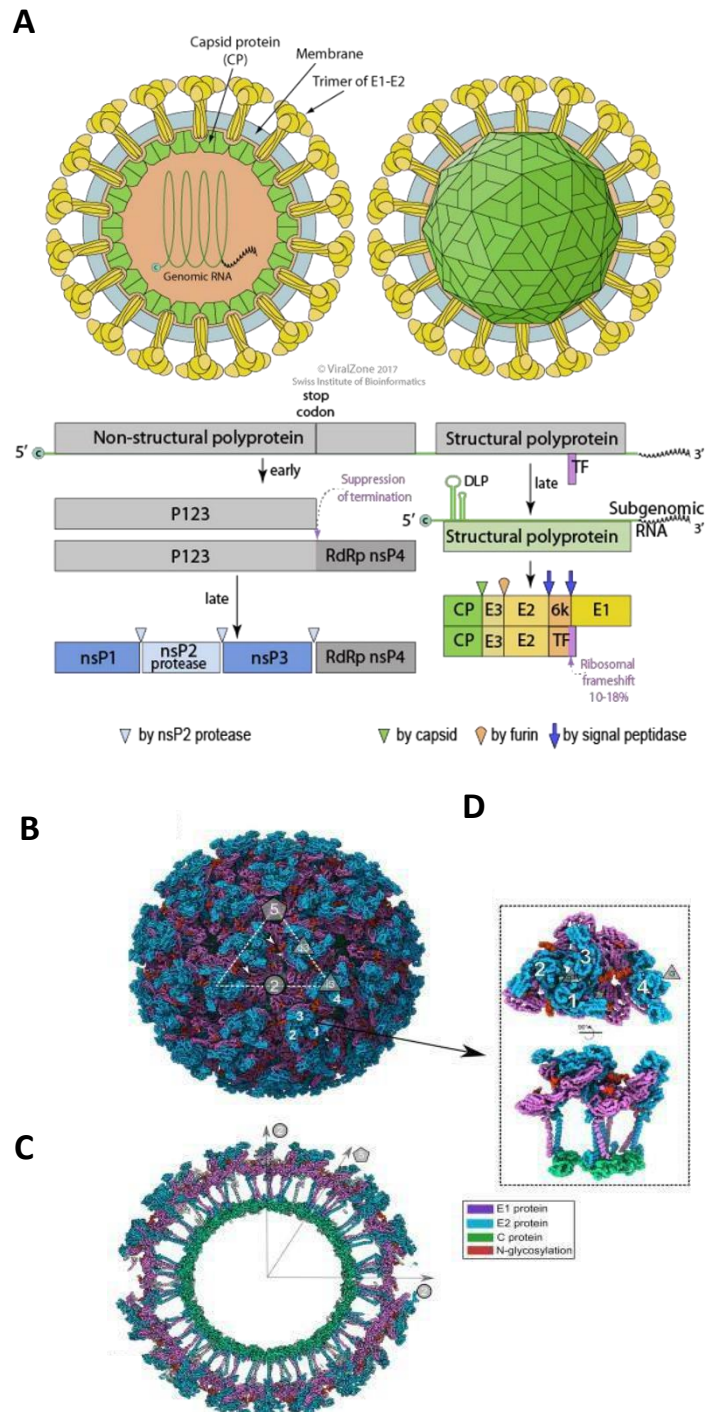 A
Capsid protein
(CP)
Membrane
Trimer of E1-E2
C
Genomic RNA
© ViralZone 2017
Swiss Institute of Bioinformatics
stop
codon
5' C Non-structural polyprotein Structural polyprotein 3'
TF
early
late
Suppression
of termination
DLP
P123
Subgenomic
RNA
5' C 3'
Structural polyprotein
P123 RdRp nsP4
late
CP E3 E2 6k E1
CP E3 E2 TF
nsP1 nsP2 protease nsP3 RdRp nsP4
Ribosomal
frameshift
10-18%
by nsP2 protease by capsid by furin by signal peptidase
D
B
5
2
4
3
2 1
3
2 4
1
90°
C
E1 protein
E2 protein
C protein
N-glycosylation